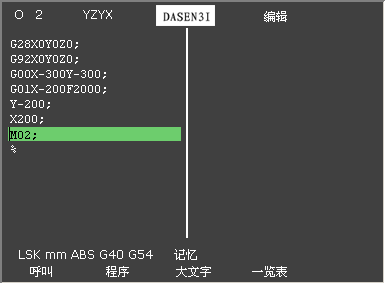 O 2 YZYX DASEN3I 编辑
G28X0Y0Z0;
G92X0Y0Z0;
G00X-300Y-300;
G01X-200F2000;
Y-200;
X200;
M02;
%
LSK mm ABS G40 G54 记忆
呼叫 程序 大文字 一览表